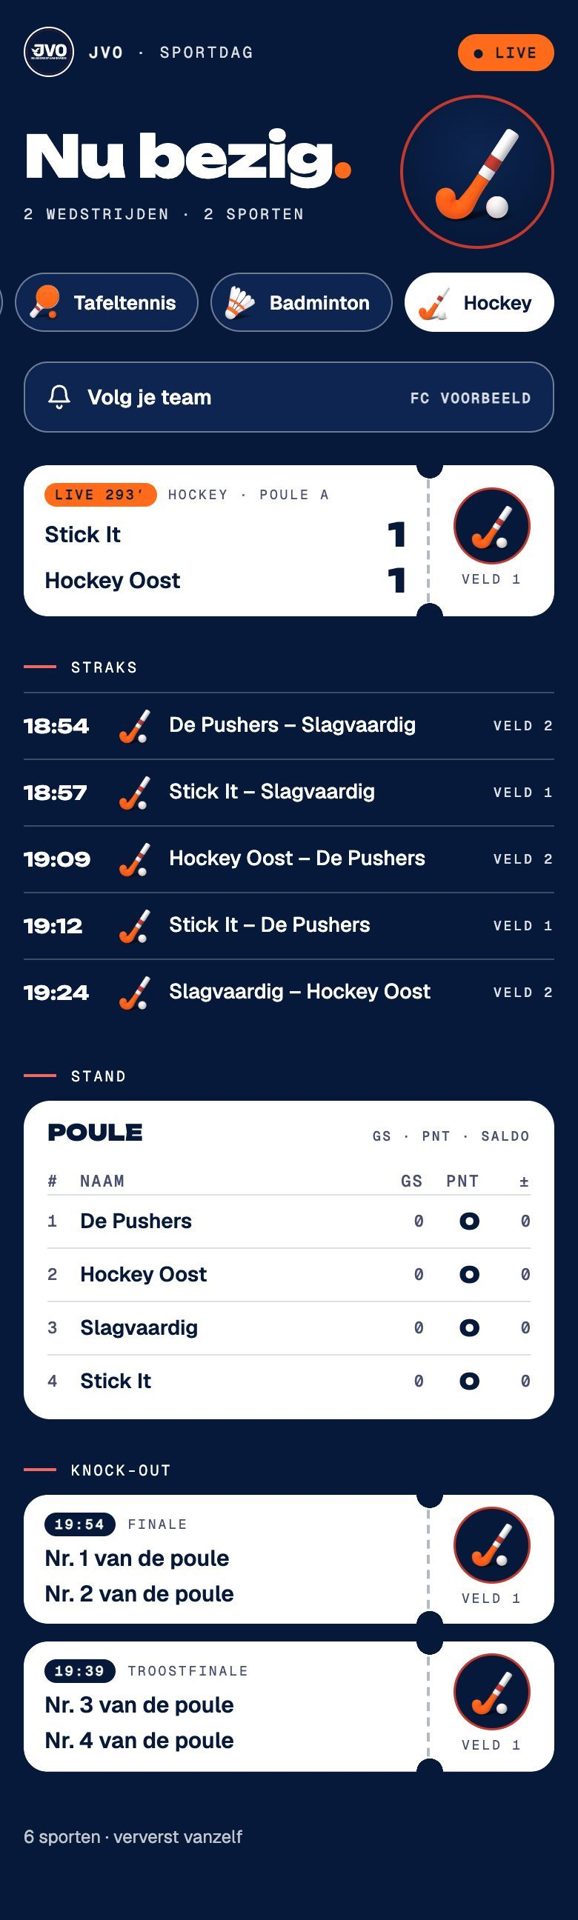 JVO
JVO · SPORTDAG
● LIVE
Nu bezig.
2 WEDSTRIJDEN · 2 SPORTEN
Tafeltennis
Badminton
Hockey
Volg je team
FC VOORBEELD
LIVE 293′ HOCKEY · POULE A
Stick It 1
Hockey Oost 1
VELD 1
STRAKS
18:54 De Pushers – Slagvaardig VELD 2
18:57 Stick It – Slagvaardig VELD 1
19:09 Hockey Oost – De Pushers VELD 2
19:12 Stick It – De Pushers VELD 1
19:24 Slagvaardig – Hockey Oost VELD 2
STAND
POULE GS · PNT · SALDO
# NAAM GS PNT ±
1 De Pushers 0 0 0
2 Hockey Oost 0 0 0
3 Slagvaardig 0 0 0
4 Stick It 0 0 0
KNOCK-OUT
19:54 FINALE
Nr. 1 van de poule
Nr. 2 van de poule
VELD 1
19:39 TROOSTFINALE
Nr. 3 van de poule
Nr. 4 van de poule
VELD 1
6 sporten · ververst vanzelf